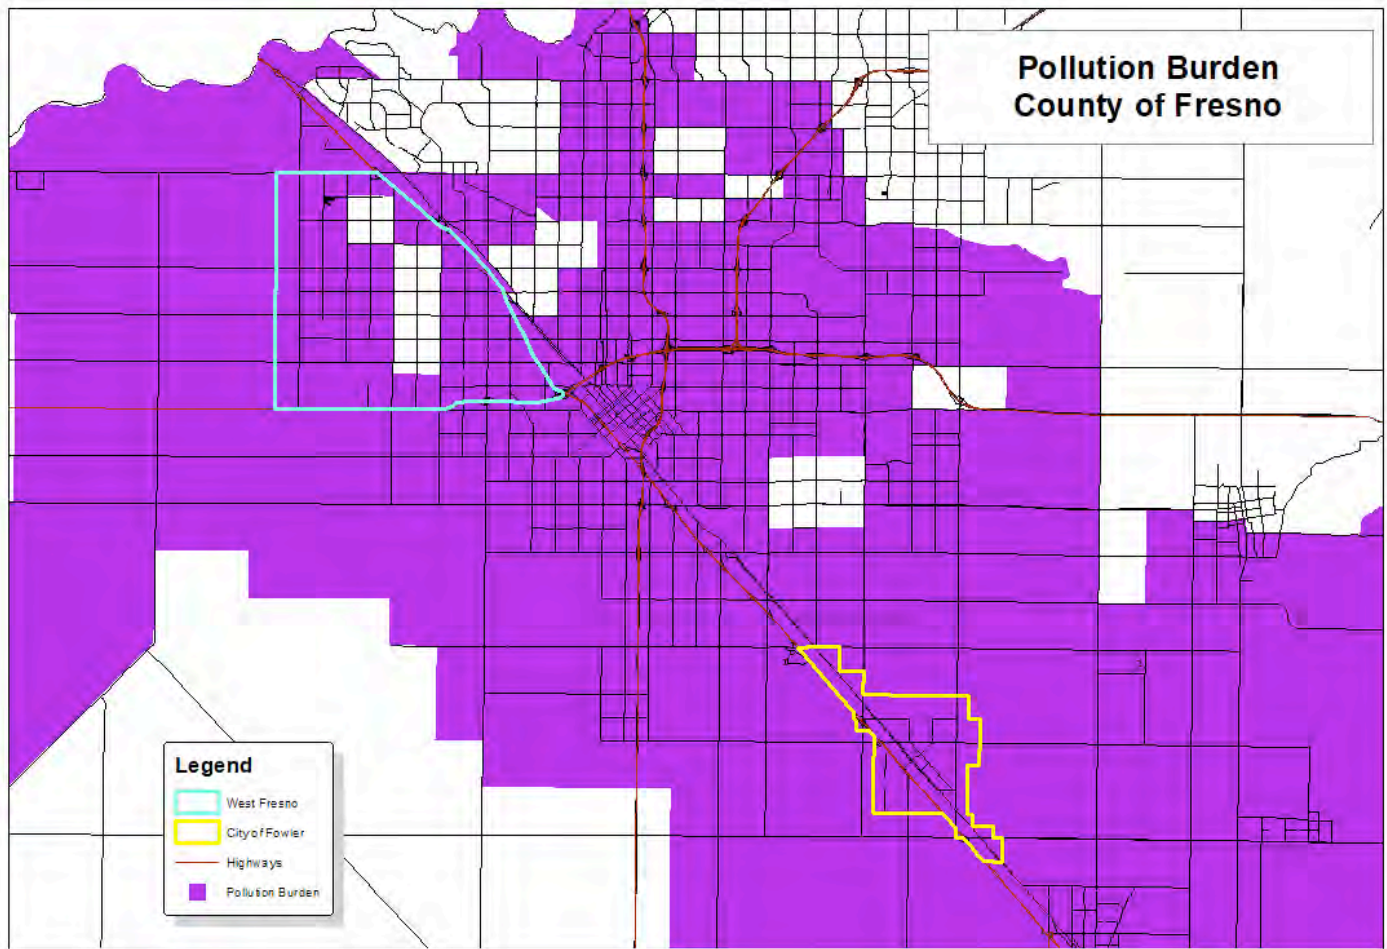 Pollution Burden
County of Fresno
Legend
West Fresno
City of Fowler
Highways
Pollution Burden